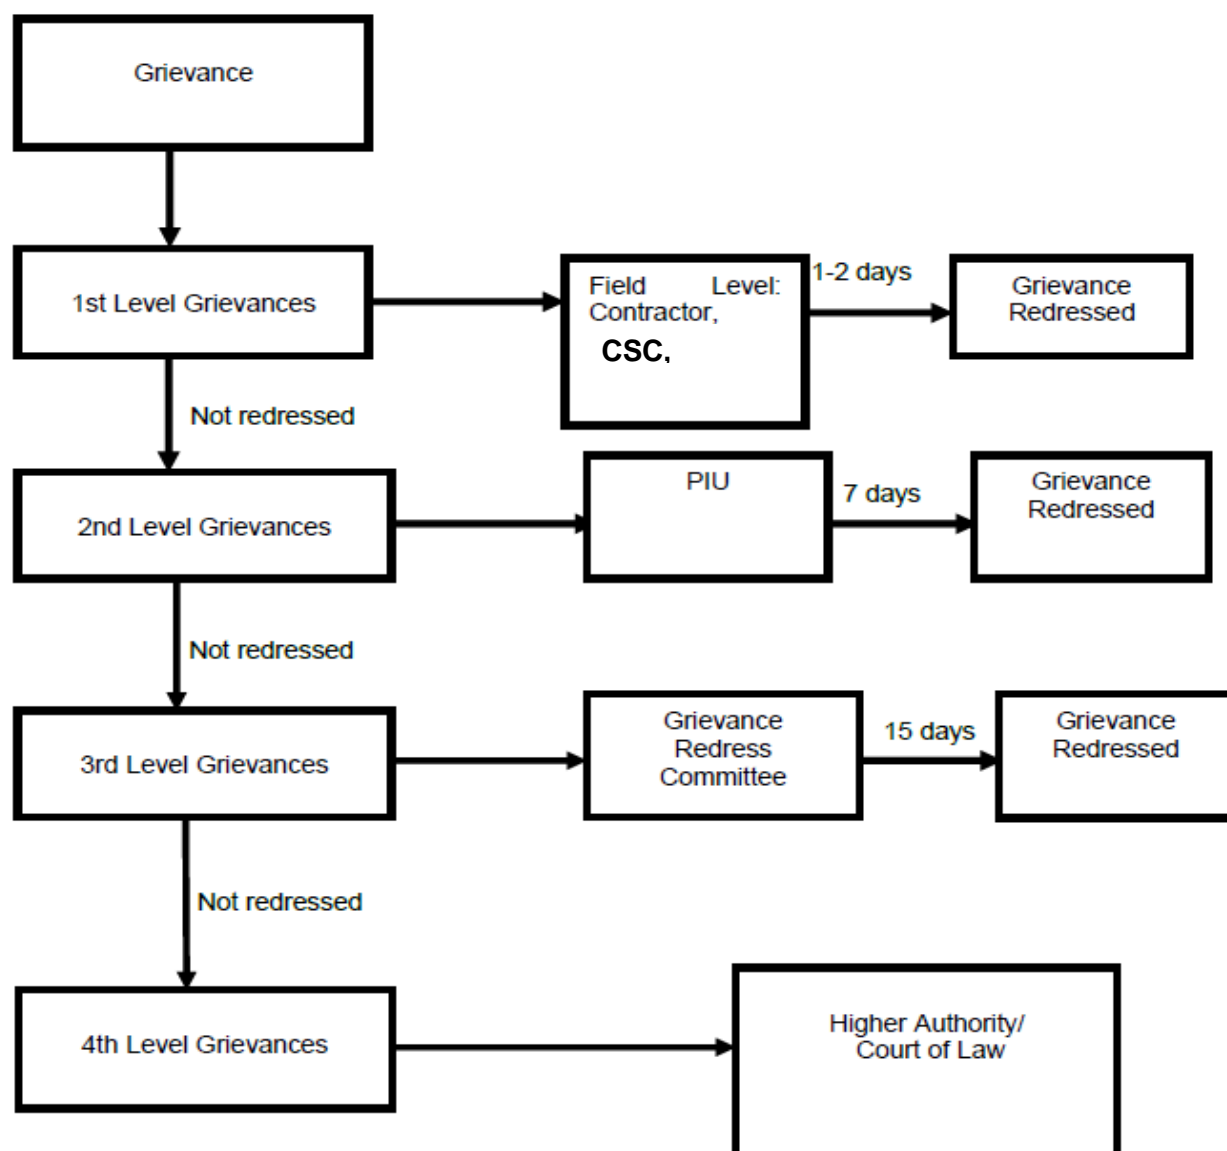 Grievance
1st Level Grievances
Field Level:
Contractor,
CSC,
1-2 days
Grievance
Redressed
Not redressed
2nd Level Grievances
PIU
7 days
Grievance
Redressed
Not redressed
3rd Level Grievances
Grievance
Redress
Committee
15 days
Grievance
Redressed
Not redressed
4th Level Grievances
Higher Authority/
Court of Law